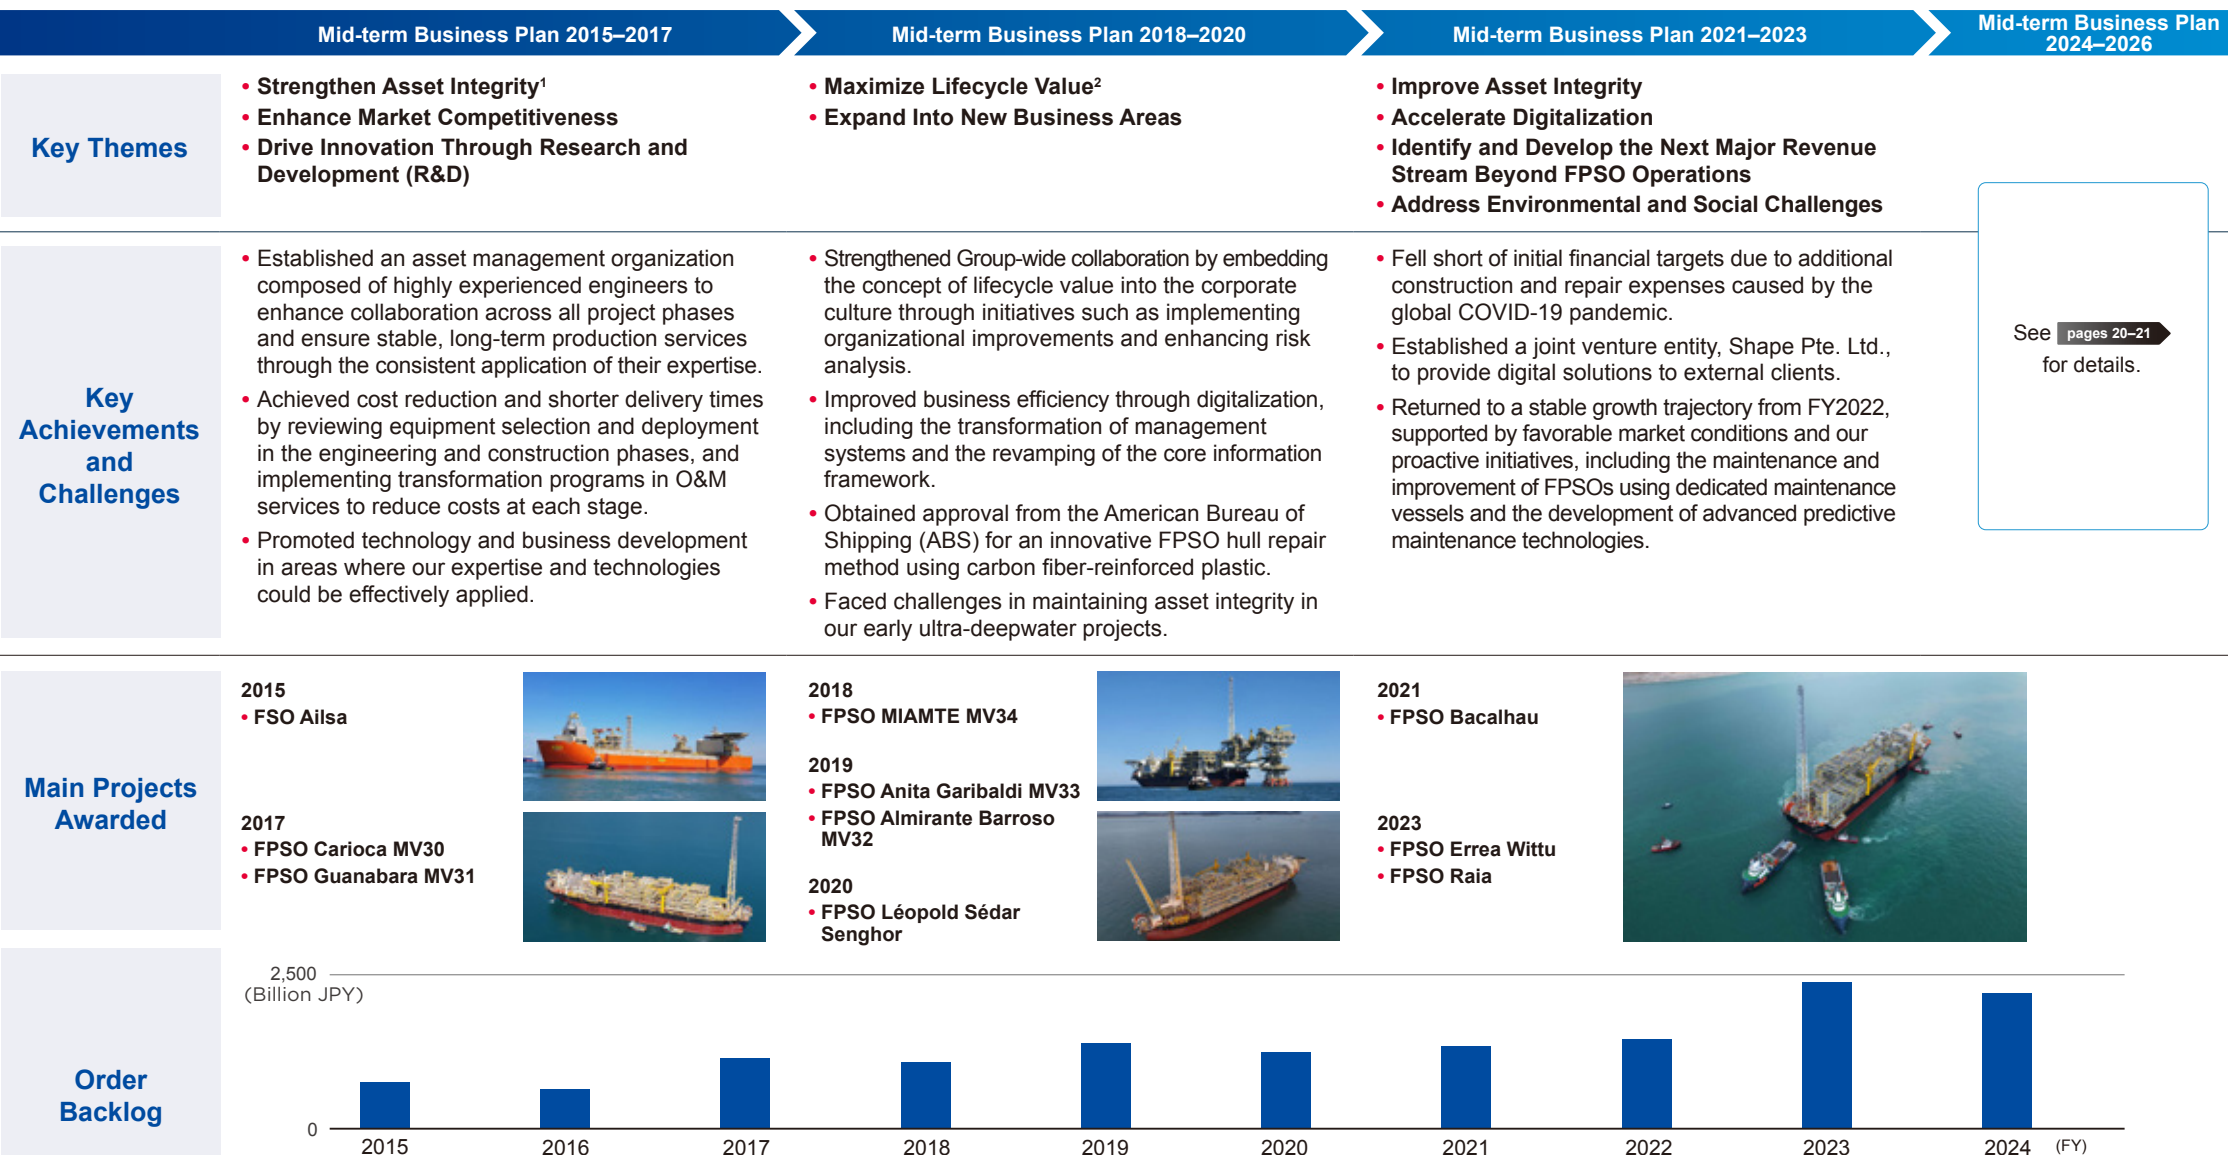 Mid-term Business Plan 2015–2017
Mid-term Business Plan 2018–2020
Mid-term Business Plan 2021–2023
Mid-term Business Plan
2024–2026
Key Themes
• Strengthen Asset Integrity¹
• Enhance Market Competitiveness
• Drive Innovation Through Research and
Development (R&D)
• Maximize Lifecycle Value²
• Expand Into New Business Areas
• Improve Asset Integrity
• Accelerate Digitalization
• Identify and Develop the Next Major Revenue
Stream Beyond FPSO Operations
• Address Environmental and Social Challenges
Key
Achievements
and
Challenges
• Established an asset management organization
composed of highly experienced engineers to
enhance collaboration across all project phases
and ensure stable, long-term production services
through the consistent application of their expertise.
• Achieved cost reduction and shorter delivery times
by reviewing equipment selection and deployment
in the engineering and construction phases, and
implementing transformation programs in O&M
services to reduce costs at each stage.
• Promoted technology and business development
in areas where our expertise and technologies
could be effectively applied.
• Strengthened Group-wide collaboration by embedding
the concept of lifecycle value into the corporate
culture through initiatives such as implementing
organizational improvements and enhancing risk
analysis.
• Improved business efficiency through digitalization,
including the transformation of management
systems and the revamping of the core information
framework.
• Obtained approval from the American Bureau of
Shipping (ABS) for an innovative FPSO hull repair
method using carbon fiber-reinforced plastic.
• Faced challenges in maintaining asset integrity in
our early ultra-deepwater projects.
• Fell short of initial financial targets due to additional
construction and repair expenses caused by the
global COVID-19 pandemic.
• Established a joint venture entity, Shape Pte. Ltd.,
to provide digital solutions to external clients.
• Returned to a stable growth trajectory from FY2022,
supported by favorable market conditions and our
proactive initiatives, including the maintenance and
improvement of FPSOs using dedicated maintenance
vessels and the development of advanced predictive
maintenance technologies.
See pages 20–21
for details.
Main Projects
Awarded
2015
• FSO Ailsa
2017
• FPSO Carioca MV30
• FPSO Guanabara MV31
2018
• FPSO MIAMTE MV34
2019
• FPSO Anita Garibaldi MV33
• FPSO Almirante Barroso
MV32
2020
• FPSO Léopold Sédar
Senghor
2021
• FPSO Bacalhau
2023
• FPSO Errea Wittu
• FPSO Raia
Order
Backlog
2,500
(Billion JPY)
0
2015 2016 2017 2018 2019 2020 2021 2022 2023 2024 (FY)